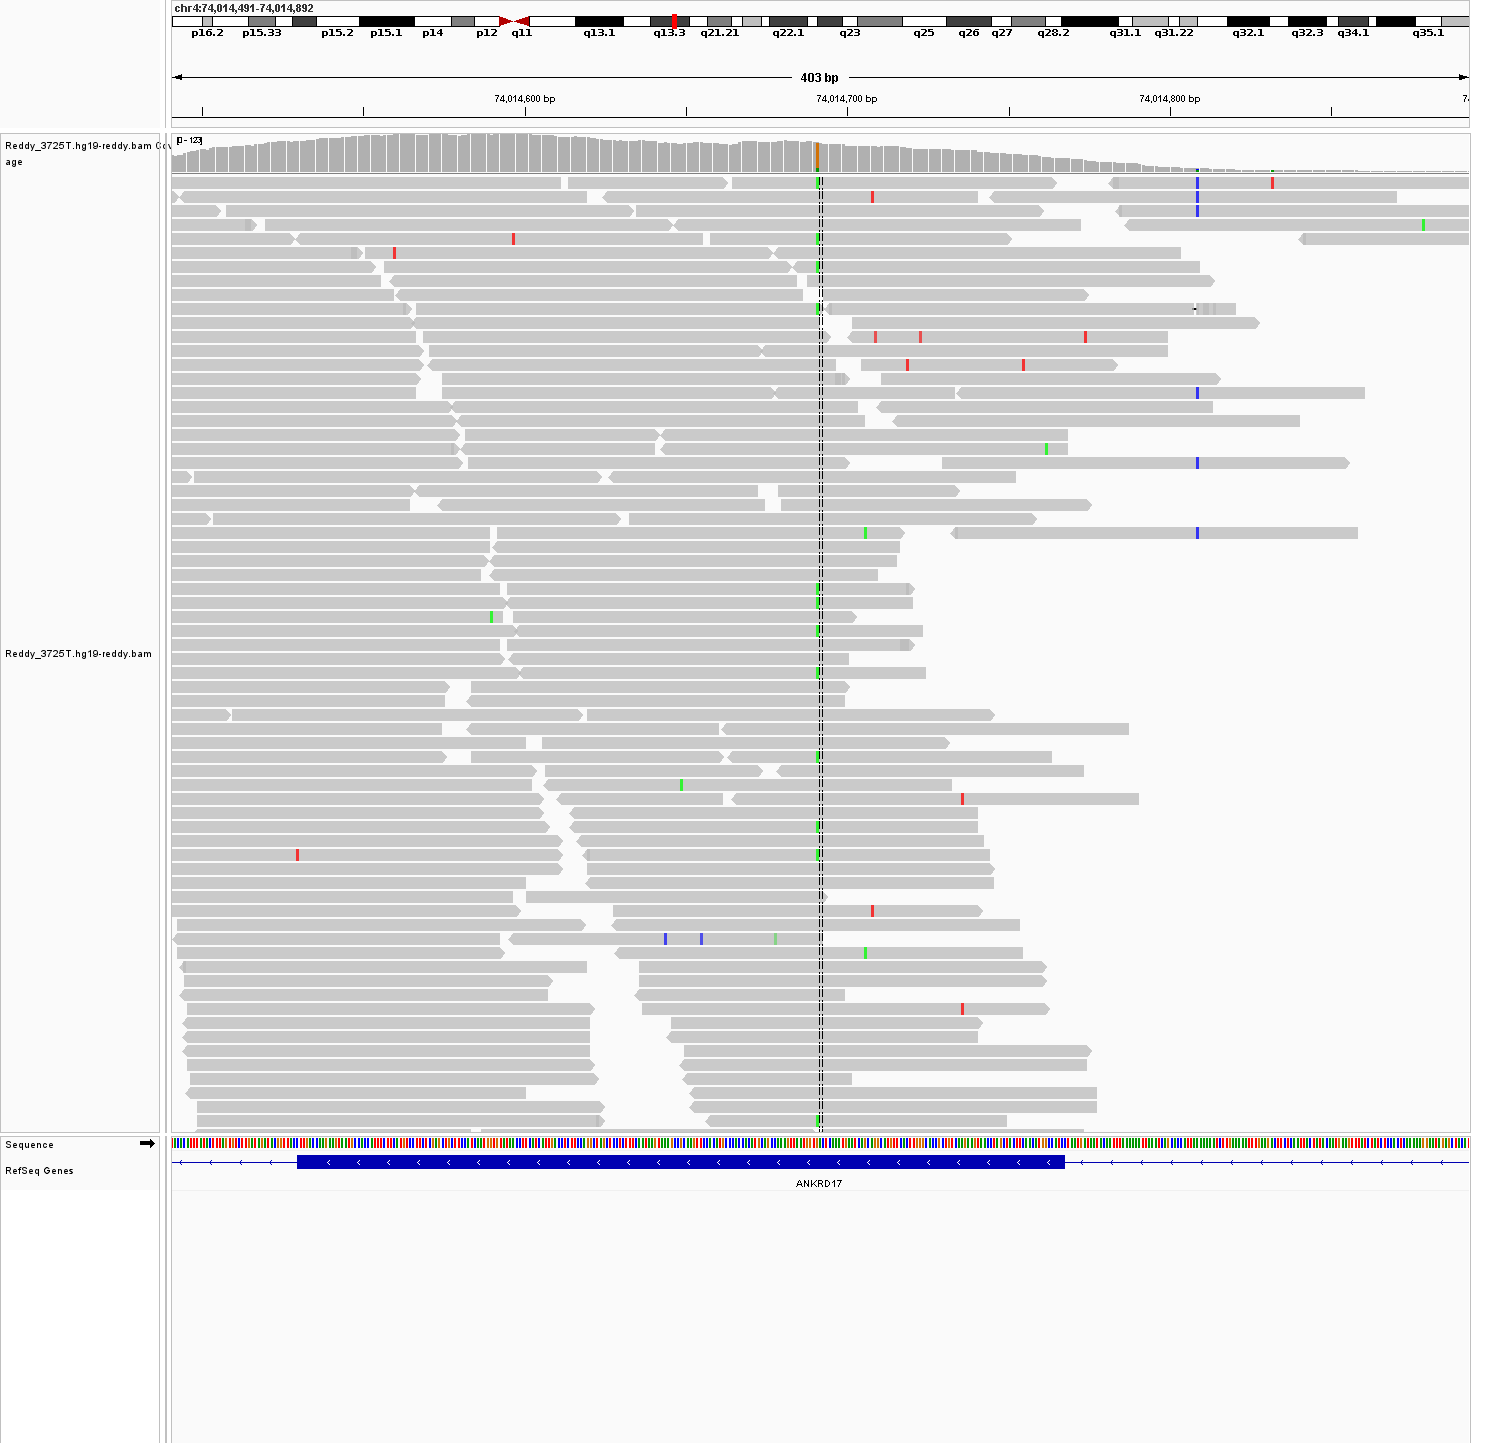 chr4:74,014,491-74,014,892
p16.2 p15.33 p15.2 p15.1 p14 p12 q11 q13.1 q13.3 q21.21 q22.1 q23 q25 q26 q27 q28.2 q31.1 q31.22 q32.1 q32.3 q34.1 q35.1
403 bp
74,014,600 bp 74,014,700 bp 74,014,800 bp
Reddy_3725T.hg19-reddy.bam Cov
age
[0 - 123]
Reddy_3725T.hg19-reddy.bam
Sequence
RefSeq Genes
ANKRD17